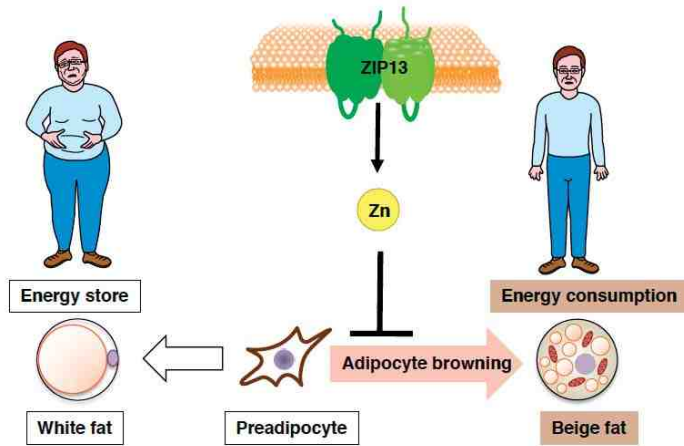 ZIP13
Zn
Energy store
Energy consumption
Adipocyte browning
White fat
Preadipocyte
Beige fat